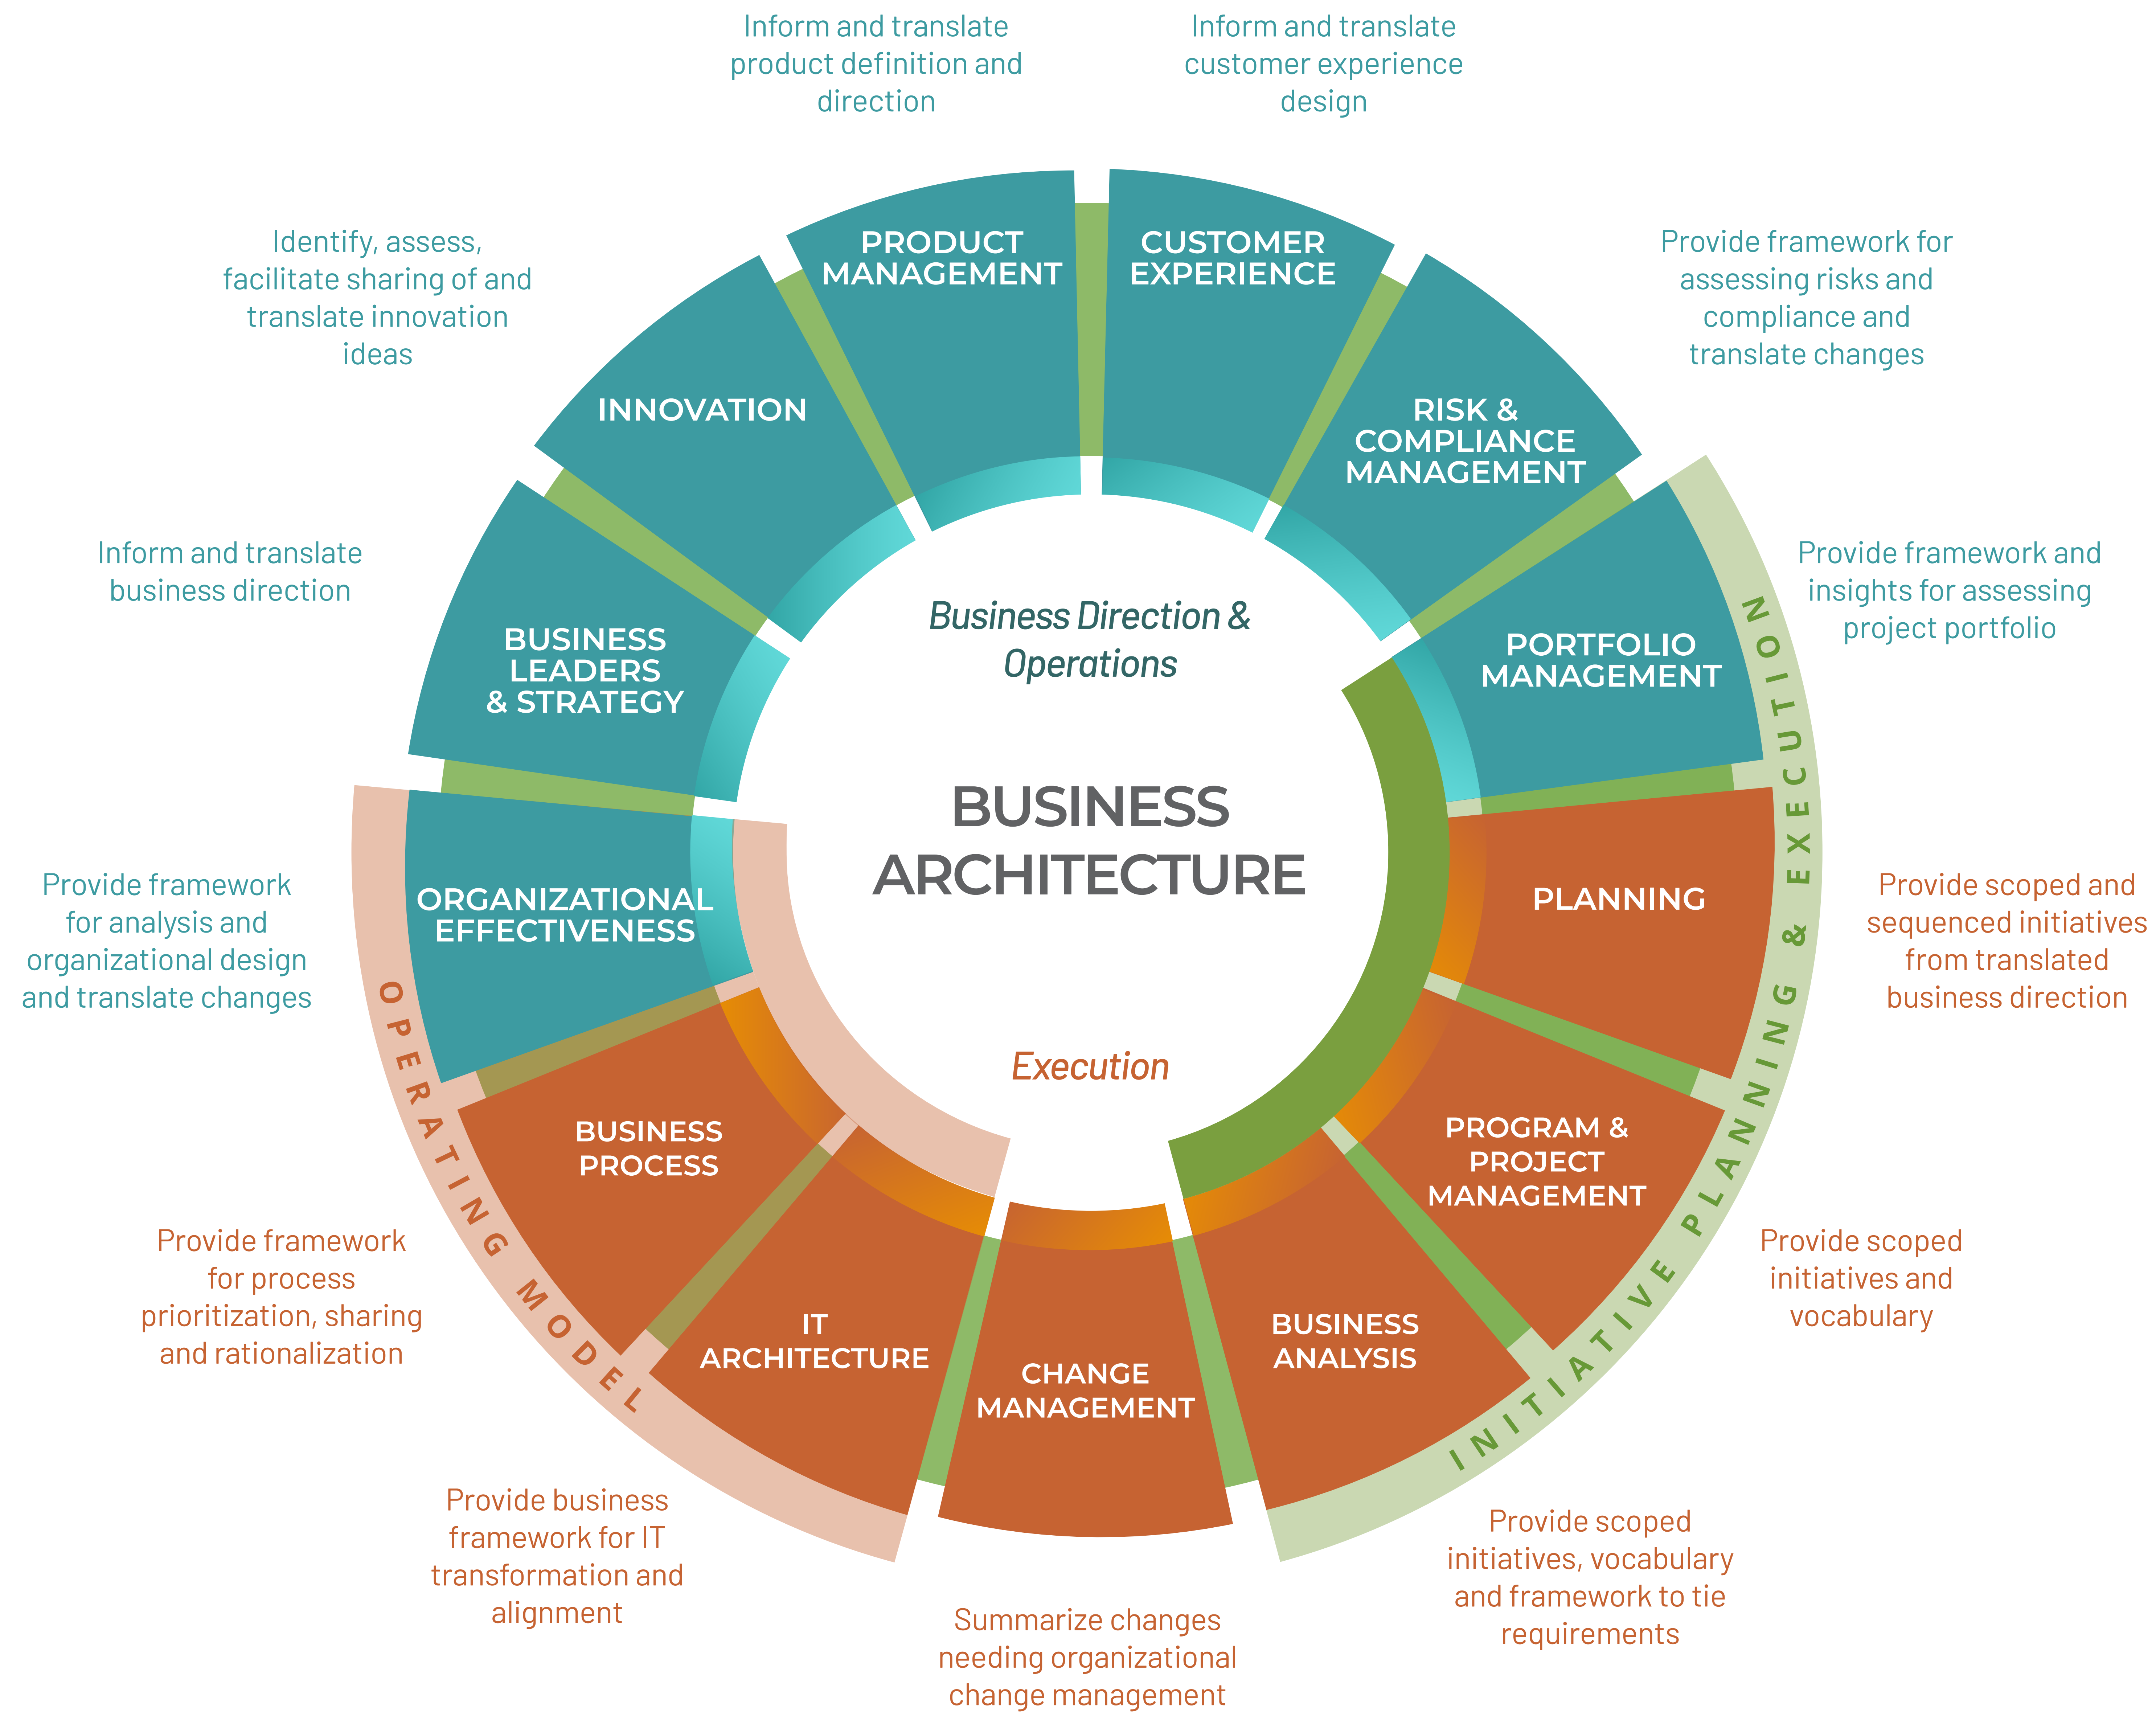 Inform and translate
product definition and
direction
Inform and translate
customer experience
design
Identify, assess,
facilitate sharing of and
translate innovation
ideas
Provide framework for
assessing risks and
compliance and
translate changes
Inform and translate
business direction
Provide framework and
insights for assessing
project portfolio
Provide framework
for analysis and
organizational design
and translate changes
Provide scoped and
sequenced initiatives
from translated
business direction
Provide framework
for process
prioritization, sharing
and rationalization
Provide scoped
initiatives and
vocabulary
Provide business
framework for IT
transformation and
alignment
Provide scoped
initiatives, vocabulary
and framework to tie
requirements
Summarize changes
needing organizational
change management
PRODUCT
MANAGEMENT
CUSTOMER
EXPERIENCE
INNOVATION
RISK &
COMPLIANCE
MANAGEMENT
BUSINESS
LEADERS
& STRATEGY
PORTFOLIO
MANAGEMENT
ORGANIZATIONAL
EFFECTIVENESS
PLANNING
BUSINESS
PROCESS
PROGRAM &
PROJECT
MANAGEMENT
IT
ARCHITECTURE
CHANGE
MANAGEMENT
BUSINESS
ANALYSIS
OPERATING MODEL
INITIATIVE PLANNING & EXECUTION
Business Direction &
Operations
BUSINESS
ARCHITECTURE
Execution